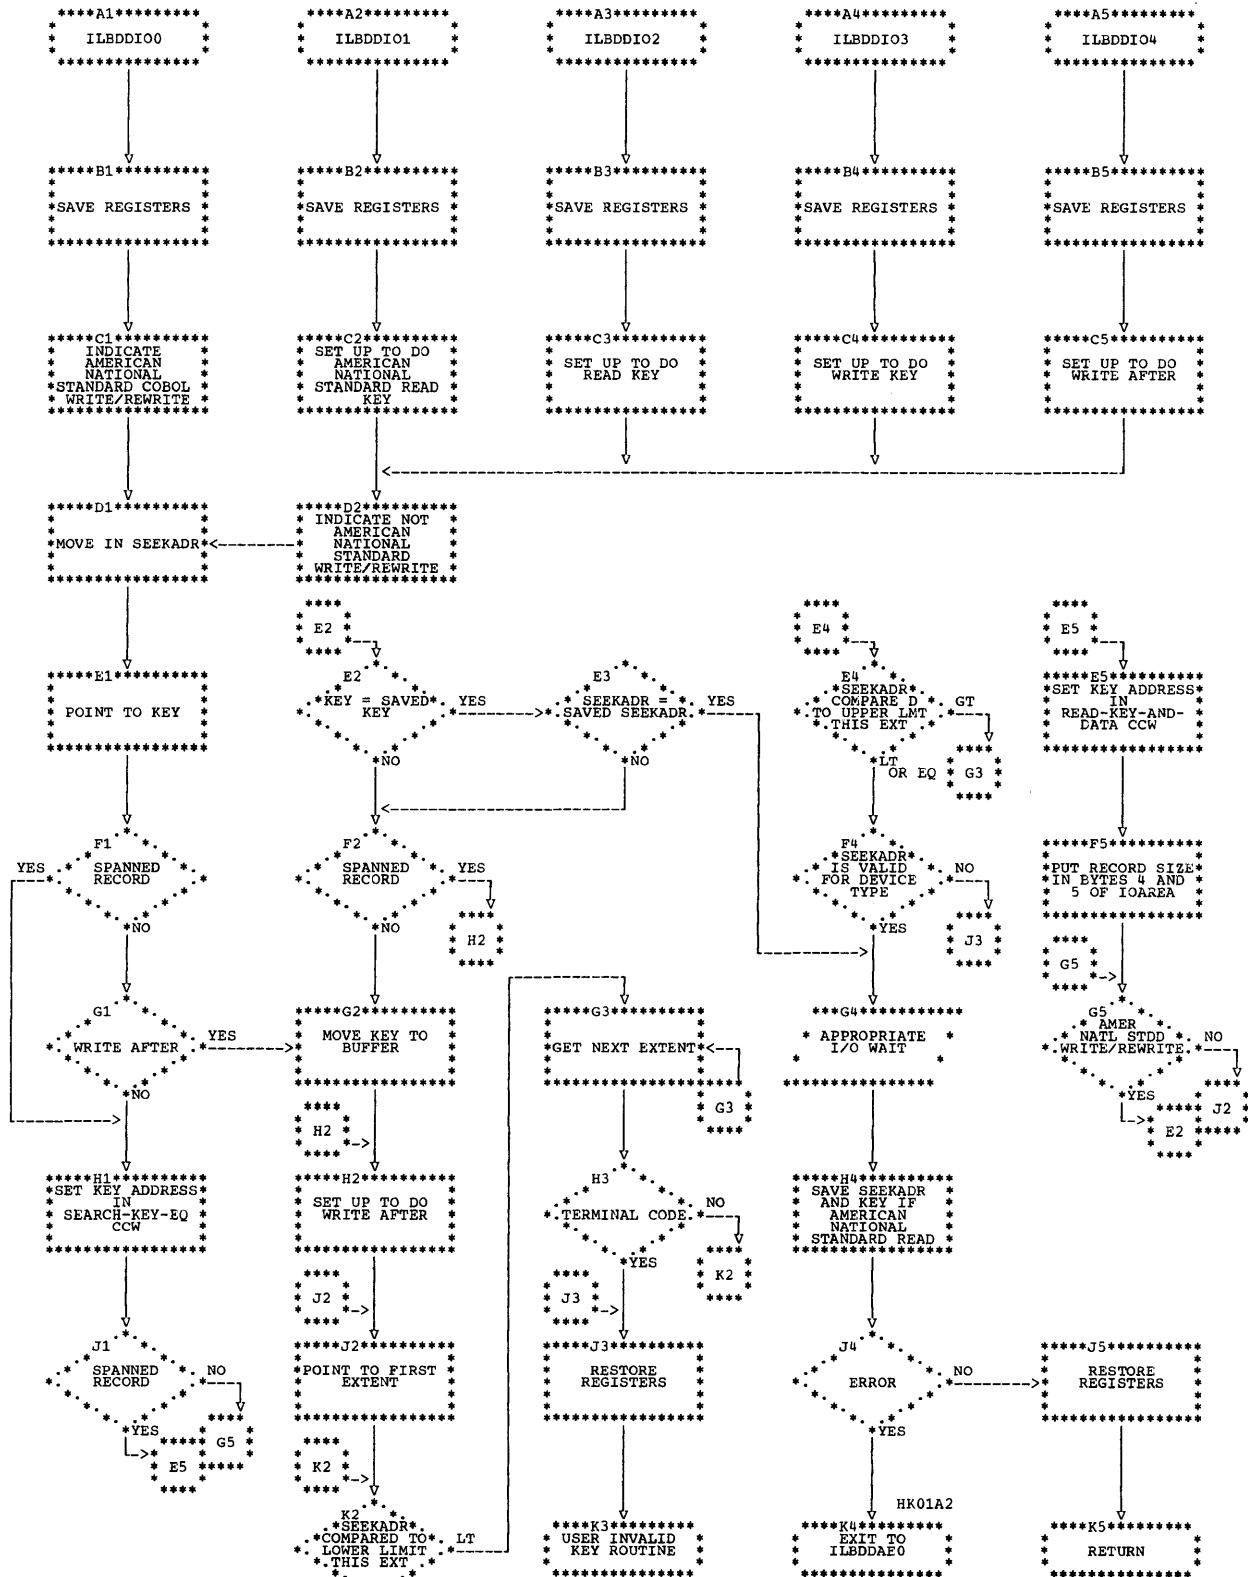 A1
ILBDDIO0
A2
ILBDDIO1
A3
ILBDDIO2
A4
ILBDDIO3
A5
ILBDDIO4
B1
SAVE REGISTERS
B2
SAVE REGISTERS
B3
SAVE REGISTERS
B4
SAVE REGISTERS
B5
SAVE REGISTERS
C1
INDICATE
AMERICAN
NATIONAL
STANDARD COBOL
WRITE/REWRITE
C2
SET UP TO DO
AMERICAN
NATIONAL
STANDARD READ
KEY
C3
SET UP TO DO
READ KEY
C4
SET UP TO DO
WRITE KEY
C5
SET UP TO DO
WRITE AFTER
D1
MOVE IN SEEKADR
D2
INDICATE NOT
AMERICAN
NATIONAL
STANDARD
WRITE/REWRITE
E2
E4
E5
E1
POINT TO KEY
E2
KEY = SAVED
KEY
YES
NO
E3
SEEKADR =
SAVED SEEKADR
YES
NO
E4
SEEKADR
COMPARE D
TO UPPER LMT
THIS EXT
GT
LT
OR EQ
G3
E5
SET KEY ADDRESS
IN
READ-KEY-AND-
DATA CCW
F1
SPANNED
RECORD
YES
NO
F2
SPANNED
RECORD
YES
NO
H2
F4
SEEKADR
IS VALID
FOR DEVICE
TYPE
NO
YES
J3
F5
PUT RECORD SIZE
IN BYTES 4 AND
5 OF IOAREA
G5
G1
WRITE AFTER
YES
NO
G2
MOVE KEY TO
BUFFER
G3
GET NEXT EXTENT
G3
G4
APPROPRIATE
I/O WAIT
G5
AMER
NATL STDD
WRITE/REWRITE
NO
YES
J2
E2
H2
H1
SET KEY ADDRESS
IN
SEARCH-KEY-EQ
CCW
H2
SET UP TO DO
WRITE AFTER
H3
TERMINAL CODE
NO
YES
K2
H4
SAVE SEEKADR
AND KEY IF
AMERICAN
NATIONAL
STANDARD READ
J2
J3
J1
SPANNED
RECORD
NO
YES
G5
E5
J2
POINT TO FIRST
EXTENT
J3
RESTORE
REGISTERS
J4
ERROR
NO
YES
J5
RESTORE
REGISTERS
K2
K2
SEEKADR
COMPARED TO
LOWER LIMIT
THIS EXT
LT
K3
USER INVALID
KEY ROUTINE
HK01A2
K4
EXIT TO
ILBDDAE0
K5
RETURN